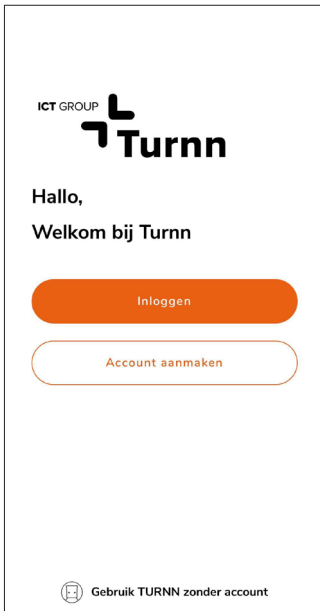 ICT GROUP
Turnn
Hallo,
Welkom bij Turnn
Inloggen
Account aanmaken
Gebruik TURNN zonder account